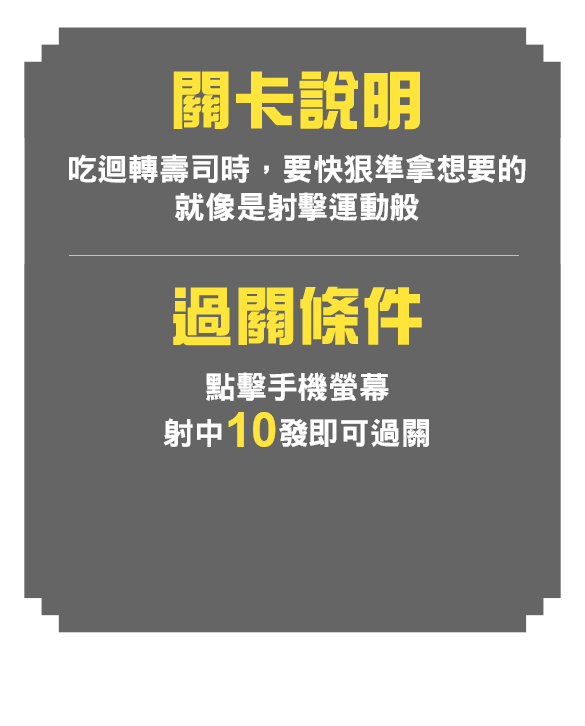 關卡說明
吃迴轉壽司時，要快狠準拿想要的
就像是射擊運動般
過關條件
點擊手機螢幕
射中10發即可過關